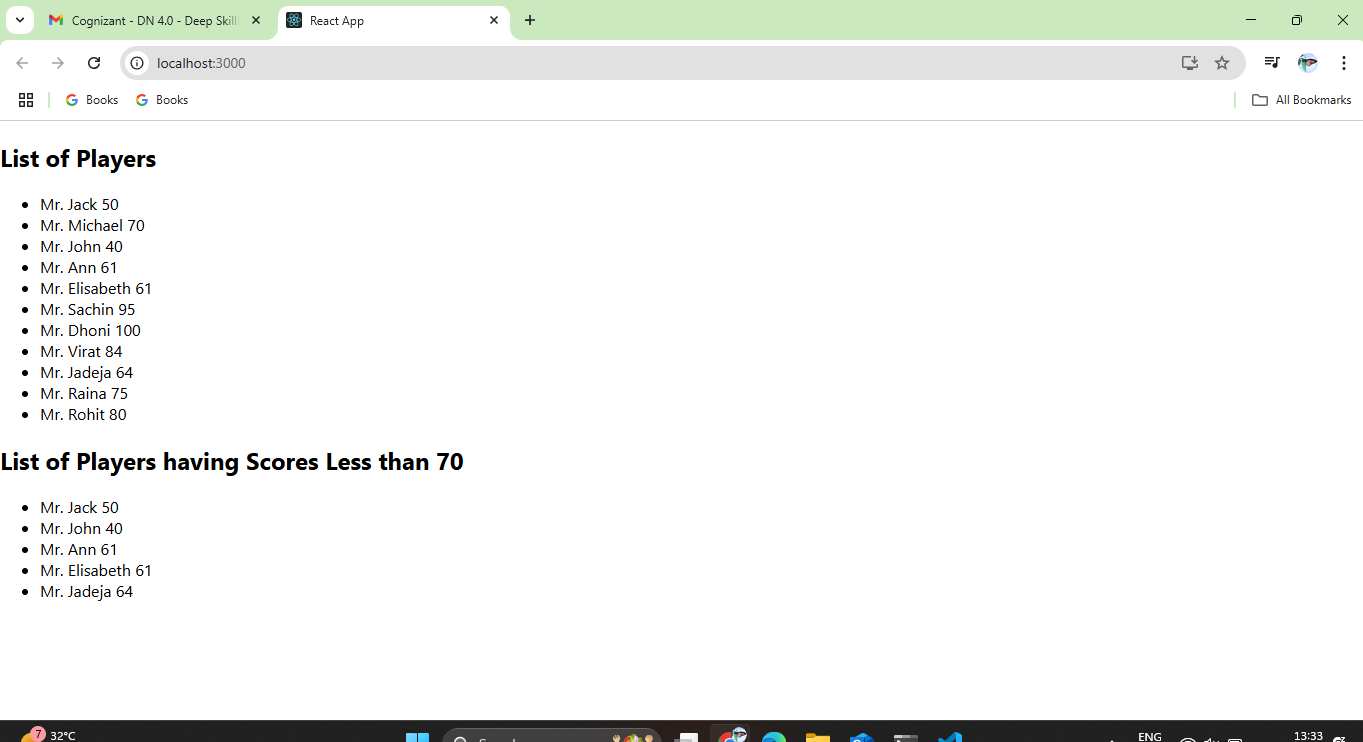 Cognizant - DN 4.0 - Deep Skilli
React App
localhost:3000
Books
Books
All Bookmarks
List of Players
Mr. Jack 50
Mr. Michael 70
Mr. John 40
Mr. Ann 61
Mr. Elisabeth 61
Mr. Sachin 95
Mr. Dhoni 100
Mr. Virat 84
Mr. Jadeja 64
Mr. Raina 75
Mr. Rohit 80
List of Players having Scores Less than 70
Mr. Jack 50
Mr. John 40
Mr. Ann 61
Mr. Elisabeth 61
Mr. Jadeja 64
7
32°C
ENG
13:33